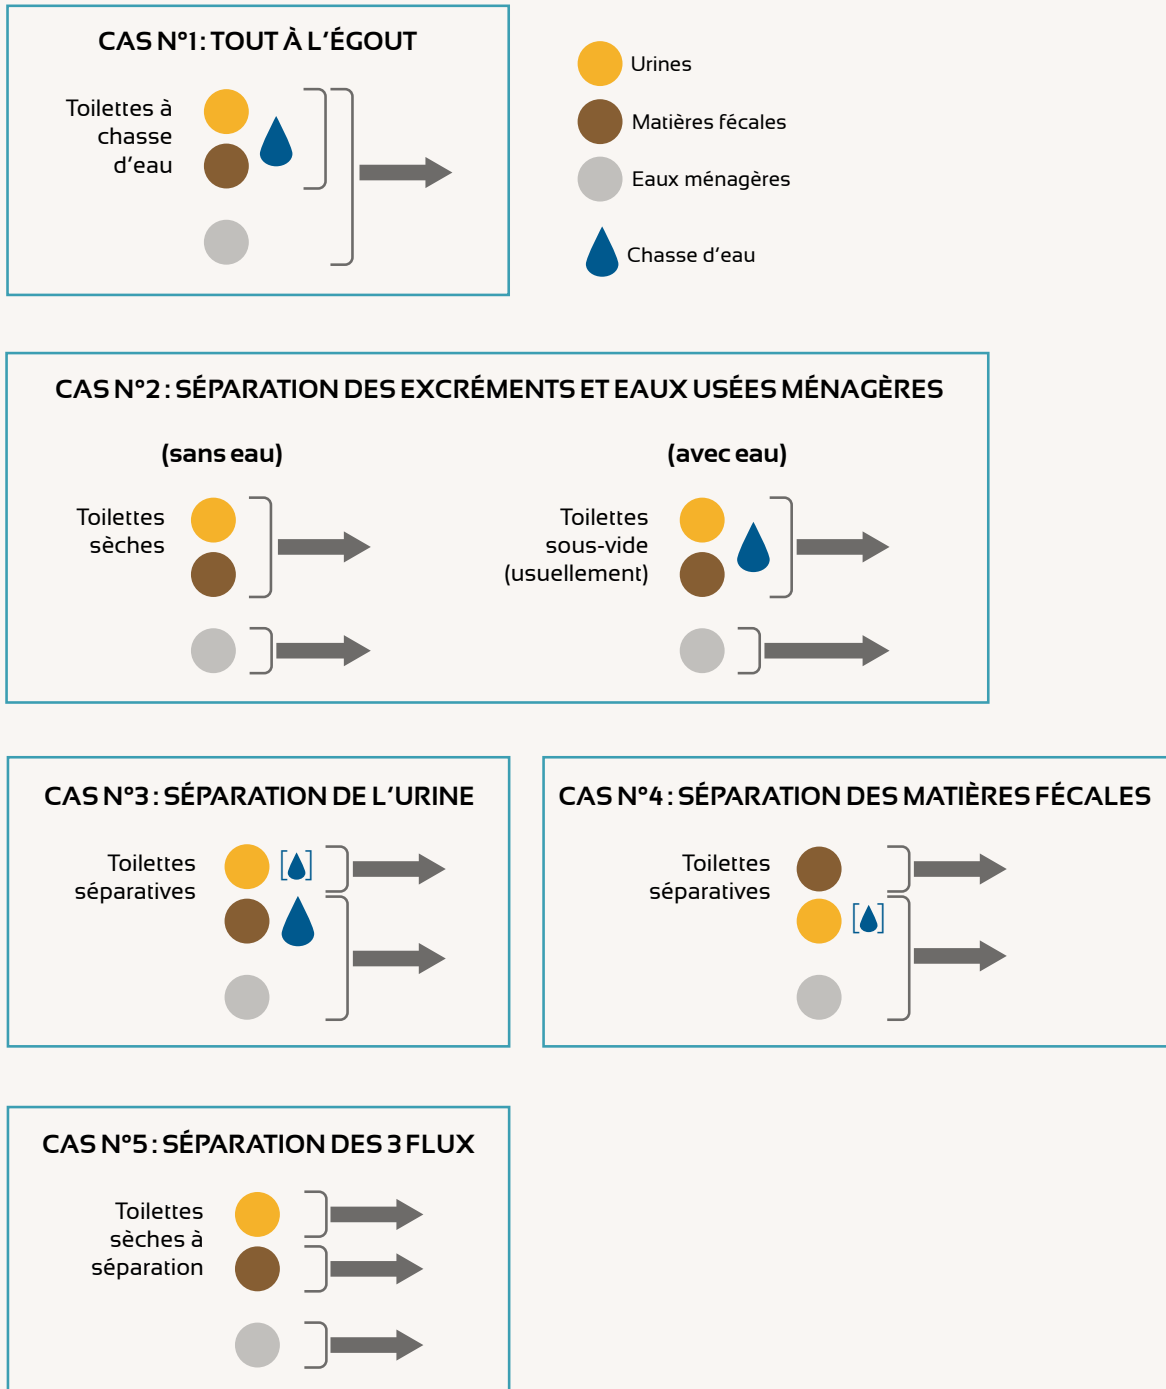 CAS N°1 : TOUT À L'ÉGOUT
Toilettes à
chasse
d'eau
Urines
Matières fécales
Eaux ménagères
Chasse d'eau
CAS N°2 : SÉPARATION DES EXCRÉMENTS ET EAUX USÉES MÉNAGÈRES
(sans eau)
Toilettes
sèches
(avec eau)
Toilettes
sous-vide
(usuellement)
CAS N°3 : SÉPARATION DE L'URINE
Toilettes
séparatives
CAS N°4 : SÉPARATION DES MATIÈRES FÉCALES
Toilettes
séparatives
CAS N°5 : SÉPARATION DES 3 FLUX
Toilettes
sèches à
séparation